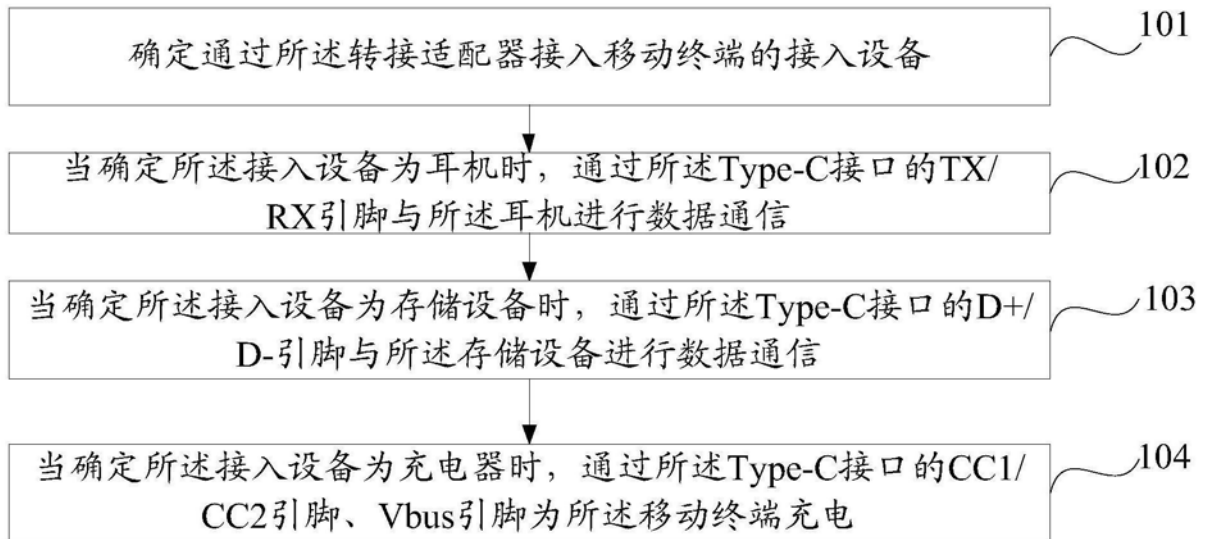 确定通过所述转接适配器接入移动终端的接入设备
101
当确定所述接入设备为耳机时，通过所述Type-C接口的TX/
RX引脚与所述耳机进行数据通信
102
当确定所述接入设备为存储设备时，通过所述Type-C接口的D+/
D-引脚与所述存储设备进行数据通信
103
当确定所述接入设备为充电器时，通过所述Type-C接口的CC1/
CC2引脚、Vbus引脚为所述移动终端充电
104